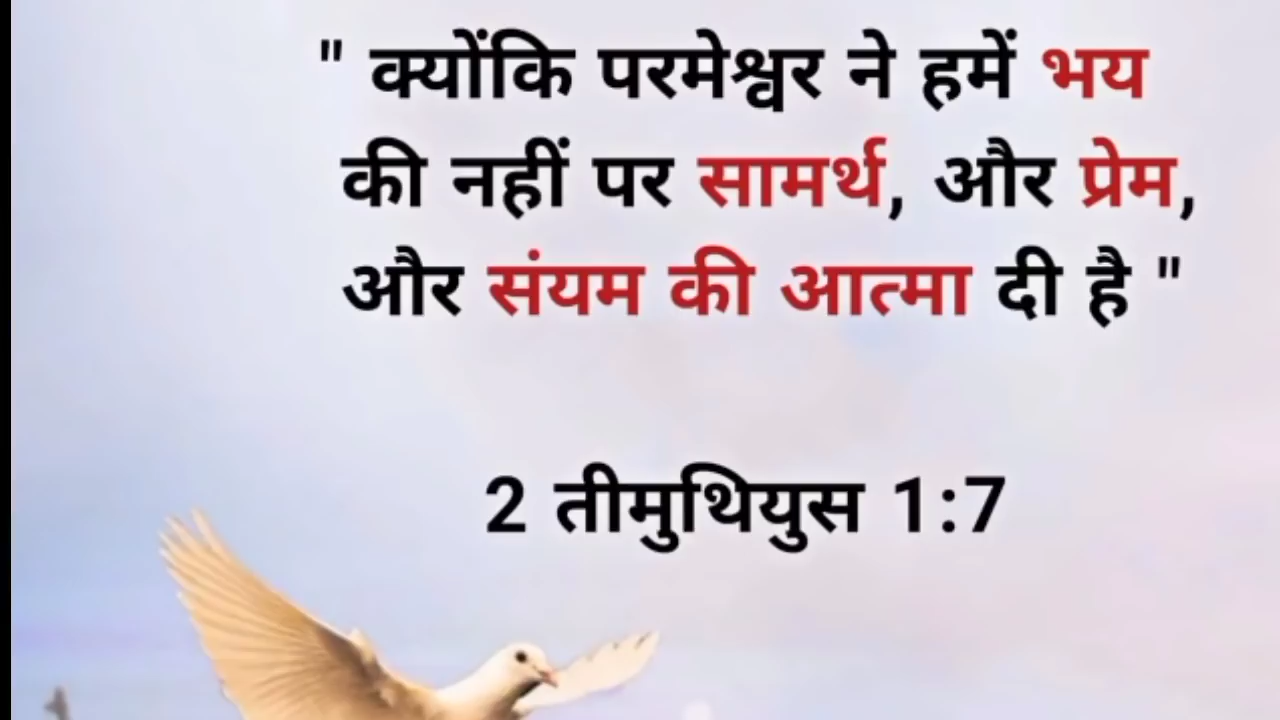 " क्योंकि परमेश्वर ने हमें भय
की नहीं पर सामर्थ, और प्रेम,
और संयम की आत्मा दी है "
2 तीमुथियुस 1:7